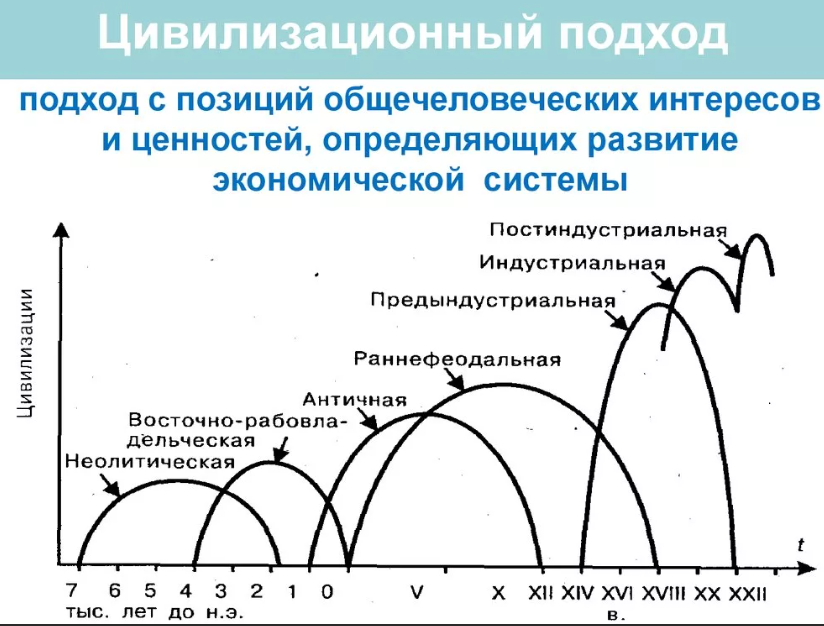 Цивилизационный подход
подход с позиций общечеловеческих интересов
и ценностей, определяющих развитие
экономической системы
Постиндустриальная
Индустриальная
Предындустриальная
Раннефеодальная
Античная
Восточно-рабовла-
дельческая
Неолитическая
Цивилизации
t
7 6 5 4 3 2 1 0 V X XII XIV XVI XVIII XX XXII
тыс. лет до н.э. в.